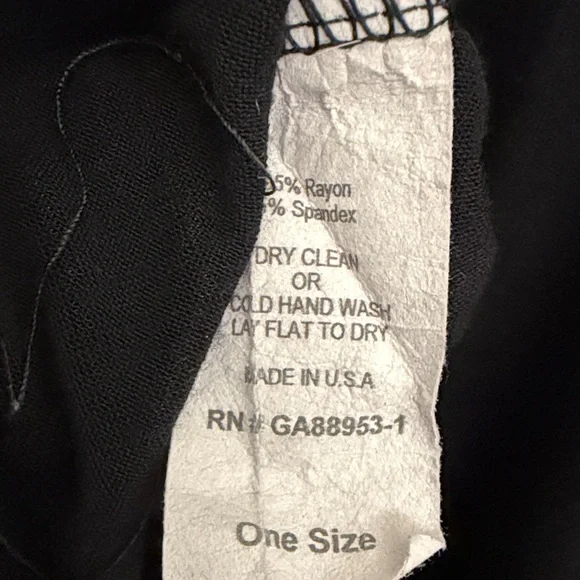 5% Rayon
% Spandex
DRY CLEAN
OR
COLD HAND WASH
LAY FLAT TO DRY
MADE IN U.S.A
RN# GA88953-1
One Size